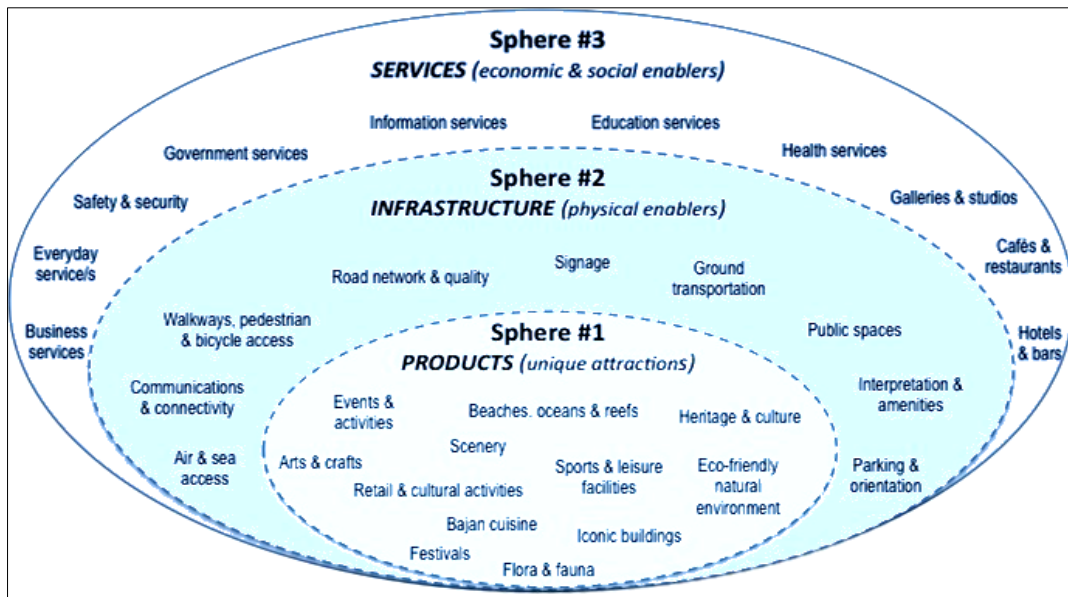 Sphere #3
SERVICES (economic & social enablers)
Information services
Education services
Government services
Health services
Safety & security
Galleries & studios
Everyday
service/s
Cafès &
restaurants
Business
services
Hotels
& bars
Sphere #2
INFRASTRUCTURE (physical enablers)
Road network & quality
Signage
Ground
transportation
Walkways, pedestrian
& bicycle access
Public spaces
Communications
& connectivity
Interpretation &
amenities
Air & sea
access
Parking &
orientation
Sphere #1
PRODUCTS (unique attractions)
Events &
activities
Beaches. oceans & reefs
Heritage & culture
Scenery
Arts & crafts
Sports & leisure
facilities
Eco-friendly
natural
environment
Retail & cultural activities
Bajan cuisine
Iconic buildings
Festivals
Flora & fauna